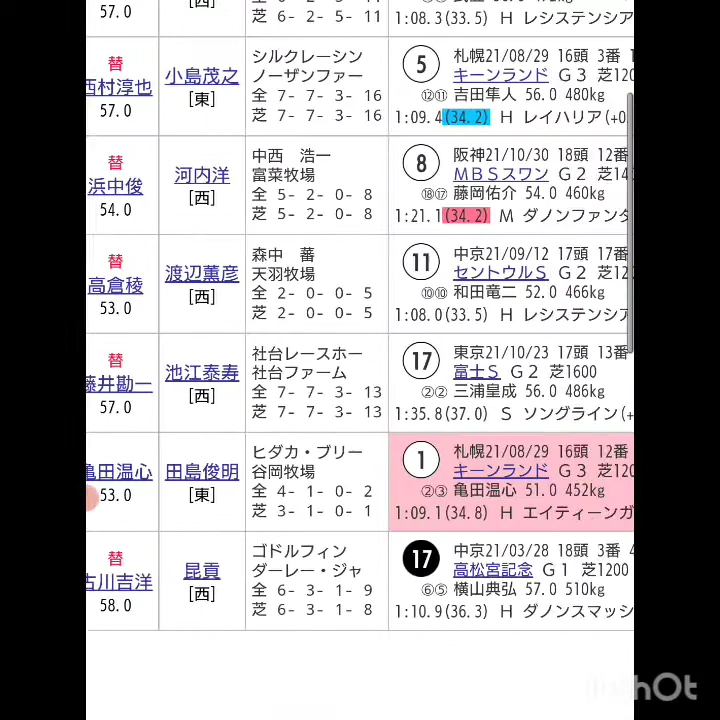 57.0 [西] 芝 6- 2- 5- 11 1:08.3(33.5) H レシステンシア
替 西村淳也 57.0 小島茂之 [東] シルクレーシン ノーザンファー 全 7- 7- 3- 16 芝 7- 7- 3- 16
5 札幌21/08/29 16頭 3番
キーンランド G3 芝120
⑫⑪ 吉田隼人 56.0 480kg
1:09.4(34.2) H レイハリア(+0
替 浜中俊 54.0 河内洋 [西] 中西 浩一 富菜牧場 全 5- 2- 0- 8 芝 5- 2- 0- 8
8 阪神21/10/30 18頭 12番
MBSスワン G2 芝14
⑱⑰ 藤岡佑介 54.0 460kg
1:21.1(34.2) M ダノンファンタ
替 高倉稜 53.0 渡辺薫彦 [西] 森中 蕃 天羽牧場 全 2- 0- 0- 5 芝 2- 0- 0- 5
11 中京21/09/12 17頭 17番
セントウルS G2 芝120
⑩⑩ 和田竜二 52.0 466kg
1:08.0(33.5) H レシステンシア
替 藤井勘一 57.0 池江泰寿 [西] 社台レースホー 社台ファーム 全 7- 7- 3- 13 芝 7- 7- 3- 13
17 東京21/10/23 17頭 13番
富士S G2 芝1600
②② 三浦皇成 56.0 486kg
1:35.8(37.0) S ソングライン(+
亀田温心 53.0 田島俊明 [東] ヒダカ・ブリー 谷岡牧場 全 4- 1- 0- 2 芝 3- 1- 0- 1
1 札幌21/08/29 16頭 12番
キーンランド G3 芝120
②③ 亀田温心 51.0 452kg
1:09.1(34.8) H エイティーンガ
替 古川吉洋 58.0 昆貢 [西] ゴドルフィン ダーレー・ジャ 全 6- 3- 1- 9 芝 6- 3- 1- 8
17 中京21/03/28 18頭 3番 4
高松宮記念 G1 芝1200
⑥⑤ 横山典弘 57.0 510kg
1:10.9(36.3) H ダノンスマッシ